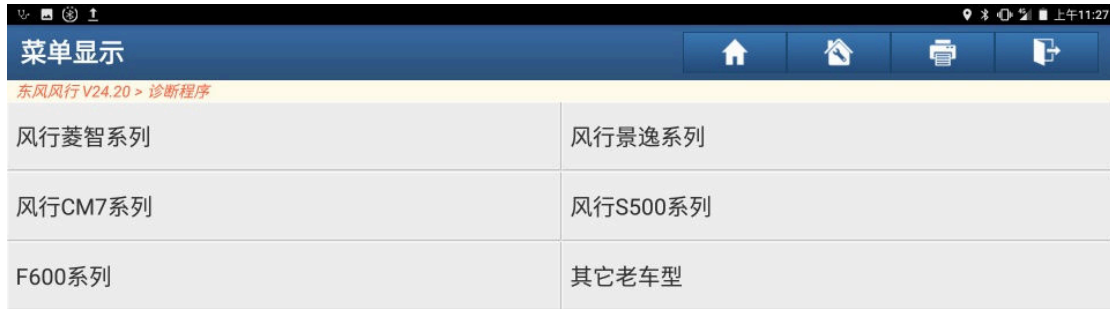 上午11:27
菜单显示
东风风行 V24.20 > 诊断程序
风行菱智系列
风行景逸系列
风行CM7系列
风行S500系列
F600系列
其它老车型